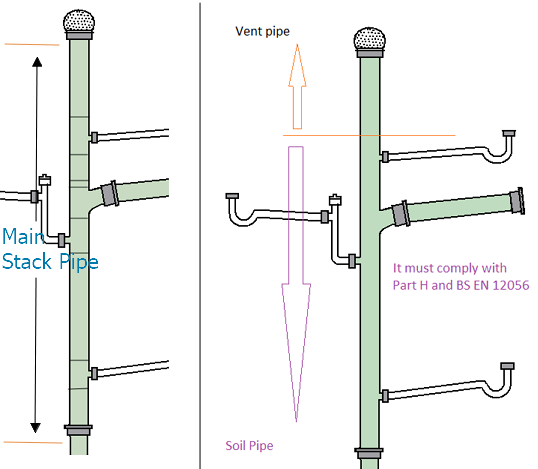 Main
Stack Pipe
Vent pipe
It must comply with
Part H and BS EN 12056
Soil Pipe